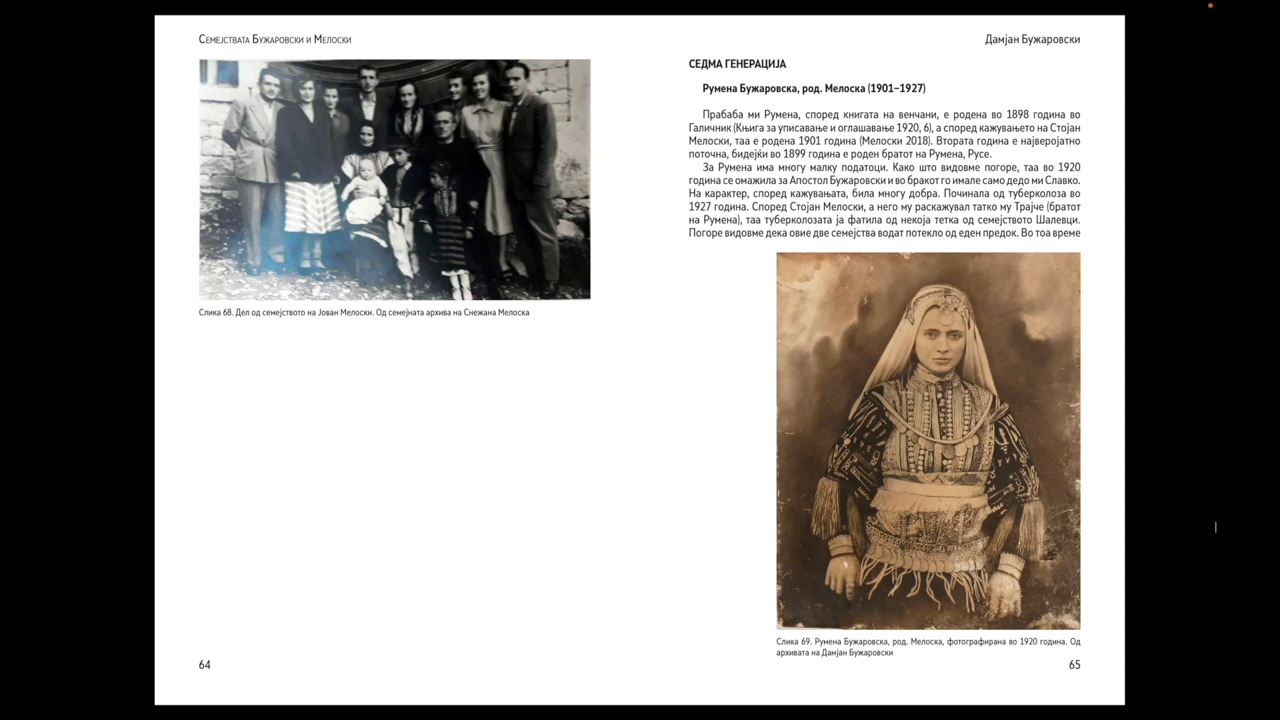 Семејствата Бужаровски и Мелоски
Слика 68. Дел од семејството на Јован Мелоски. Од семејната архива на Снежана Мелоска
64
Дамјан Бужаровски
СЕДМА ГЕНЕРАЦИЈА
Румена Бужаровска, род. Мелоска (1901–1927)
Прабаба ми Румена, според книгата на венчани, е родена во 1898 година во
Галичник (Књига за уписавање и оглашавање 1920, 6), а според кажувањето на Стојан
Мелоски, таа е родена 1901 година (Мелоски 2018). Втората година е најверојатно
поточна, бидејќи во 1899 година е роден братот на Румена, Русе.
За Румена има многу малку податоци. Како што видовме погоре, таа во 1920
година се омажила за Апостол Бужаровски и во бракот го имале само дедо ми Славко.
На карактер, според кажувањата, била многу добра. Починала од туберколоза во
1927 година. Според Стојан Мелоски, а него му раскажувал татко му Трајче (братот
на Румена), таа туберколозата ја фатила од некоја тетка од семејството Шалевци.
Погоре видовме дека овие две семејства водат потекло од еден предок. Во тоа време
Слика 69. Румена Бужаровска, род. Мелоска, фотографирана во 1920 година. Од
архивата на Дамјан Бужаровски
65